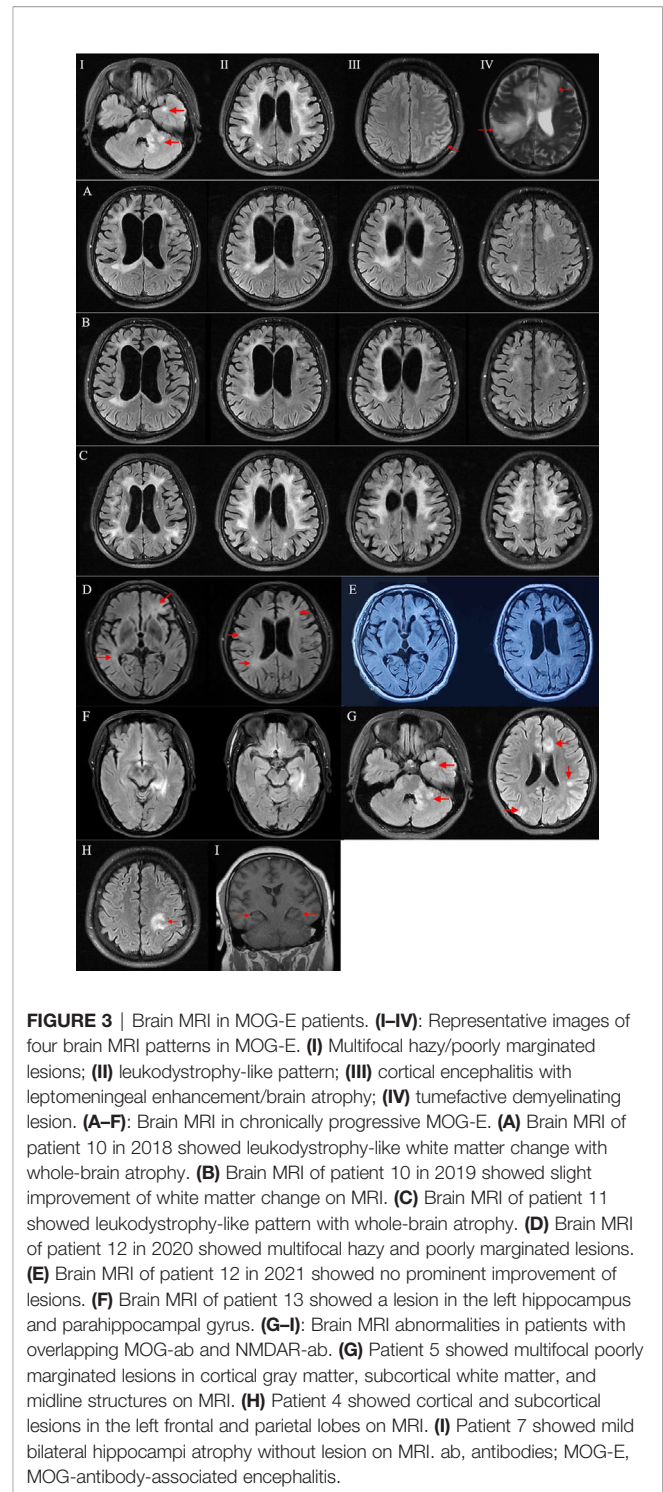 I II III IV
A
B
C
D E
F G
H I
FIGURE 3 | Brain MRI in MOG-E patients. (I–IV): Representative images of
four brain MRI patterns in MOG-E. (I) Multifocal hazy/poorly marginated
lesions; (II) leukodystrophy-like pattern; (III) cortical encephalitis with
leptomeningeal enhancement/brain atrophy; (IV) tumefactive demyelinating
lesion. (A–F): Brain MRI in chronically progressive MOG-E. (A) Brain MRI of
patient 10 in 2018 showed leukodystrophy-like white matter change with
whole-brain atrophy. (B) Brain MRI of patient 10 in 2019 showed slight
improvement of white matter change on MRI. (C) Brain MRI of patient 11
showed leukodystrophy-like pattern with whole-brain atrophy. (D) Brain MRI
of patient 12 in 2020 showed multifocal hazy and poorly marginated lesions.
(E) Brain MRI of patient 12 in 2021 showed no prominent improvement of
lesions. (F) Brain MRI of patient 13 showed a lesion in the left hippocampus
and parahippocampal gyrus. (G–I): Brain MRI abnormalities in patients with
overlapping MOG-ab and NMDAR-ab. (G) Patient 5 showed multifocal poorly
marginated lesions in cortical gray matter, subcortical white matter, and
midline structures on MRI. (H) Patient 4 showed cortical and subcortical
lesions in the left frontal and parietal lobes on MRI. (I) Patient 7 showed mild
bilateral hippocampi atrophy without lesion on MRI. ab, antibodies; MOG-E,
MOG-antibody-associated encephalitis.